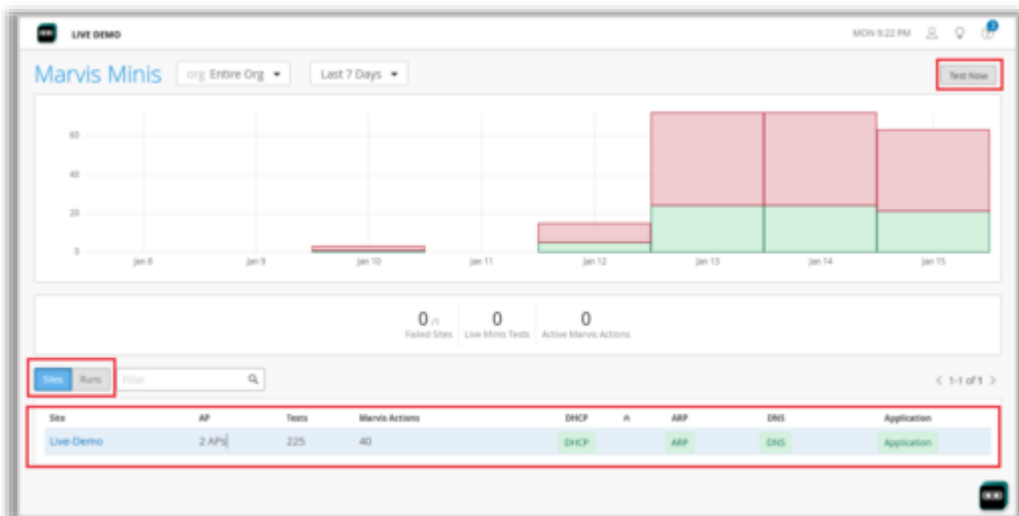 LIVE DEMO
MON 9:22 PM
3
Marvis Minis
org Entire Org
Last 7 Days
Test Now
60
40
20
0
Jan 8 Jan 9 Jan 10 Jan 11 Jan 12 Jan 13 Jan 14 Jan 15
0 /1 0 0
Failed Sites Live Minis Tests Active Marvis Actions
Sites Runs Filter < 1-1 of 1 >
Site AP Tests Marvis Actions DHCP ARP DNS Application
Live-Demo 2 APs 225 40 DHCP ARP DNS Application